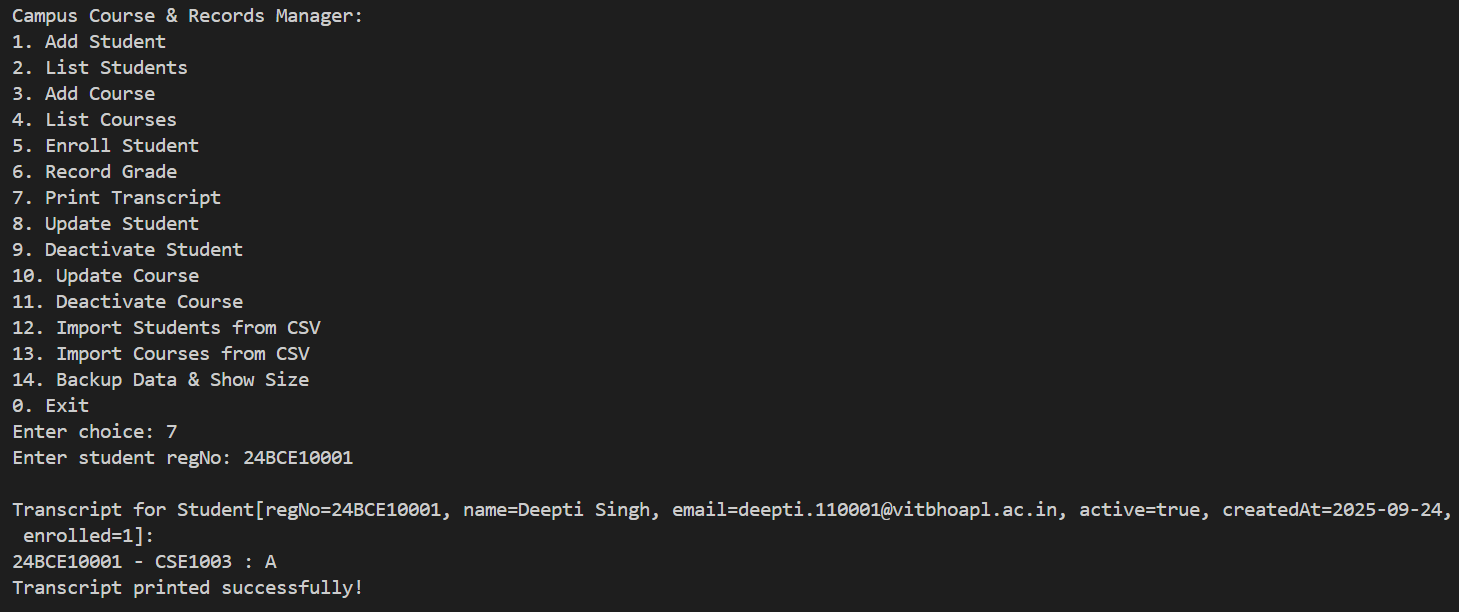 Campus Course & Records Manager:
1. Add Student
2. List Students
3. Add Course
4. List Courses
5. Enroll Student
6. Record Grade
7. Print Transcript
8. Update Student
9. Deactivate Student
10. Update Course
11. Deactivate Course
12. Import Students from CSV
13. Import Courses from CSV
14. Backup Data & Show Size
0. Exit
Enter choice: 7
Enter student regNo: 24BCE10001

Transcript for Student[regNo=24BCE10001, name=Deepti Singh, email=deepti.110001@vitbhoapl.ac.in, active=true, createdAt=2025-09-24,
 enrolled=1]:
24BCE10001 - CSE1003 : A
Transcript printed successfully!